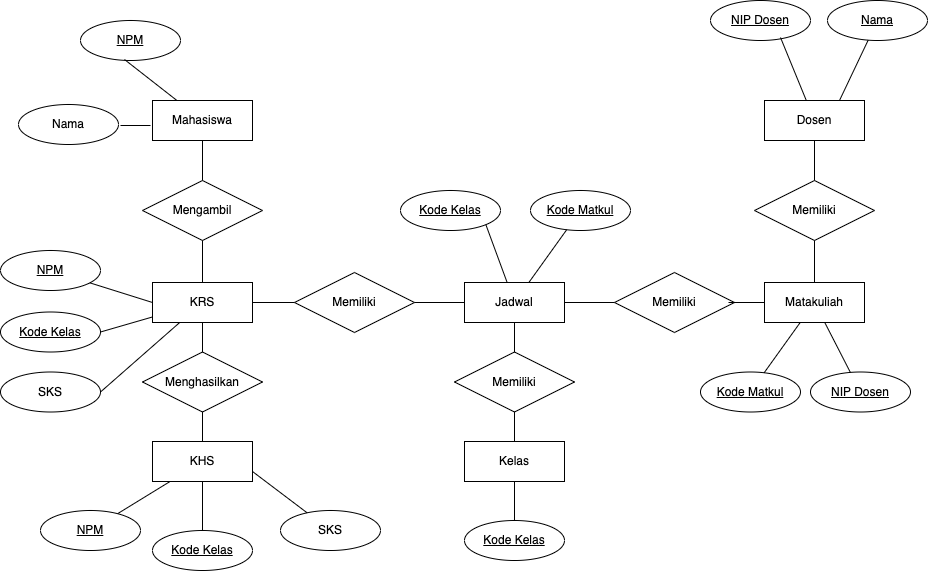 NIP Dosen
Nama
NPM
Mahasiswa
Dosen
Nama
Mengambil
Kode Kelas
Kode Matkul
Memiliki
NPM
KRS
Memiliki
Jadwal
Memiliki
Matakuliah
Kode Kelas
SKS
Menghasilkan
Memiliki
Kode Matkul
NIP Dosen
KHS
Kelas
NPM
Kode Kelas
SKS
Kode Kelas